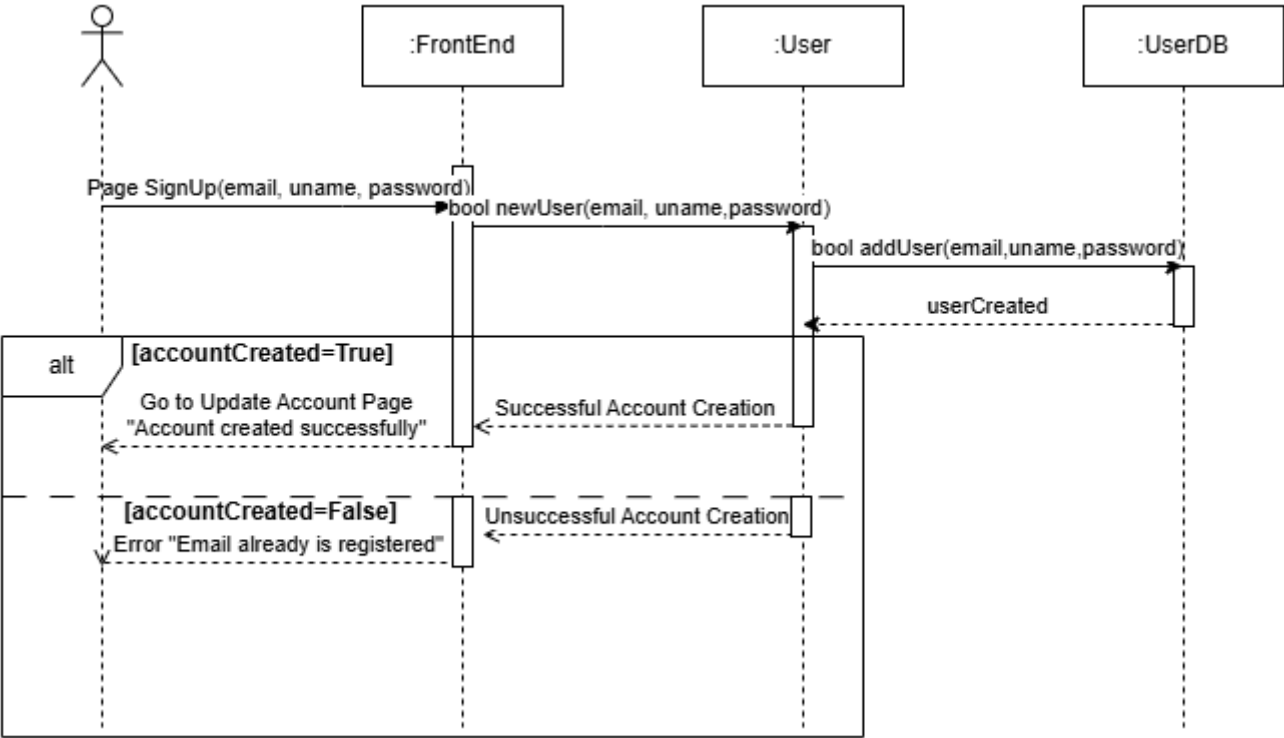 :FrontEnd
:User
:UserDB
Page SignUp(email, uname, password)
bool newUser(email, uname,password)
bool addUser(email,uname,password)
userCreated
alt
[accountCreated=True]
Go to Update Account Page
"Account created successfully"
Successful Account Creation
[accountCreated=False]
Unsuccessful Account Creation
Error "Email already is registered"